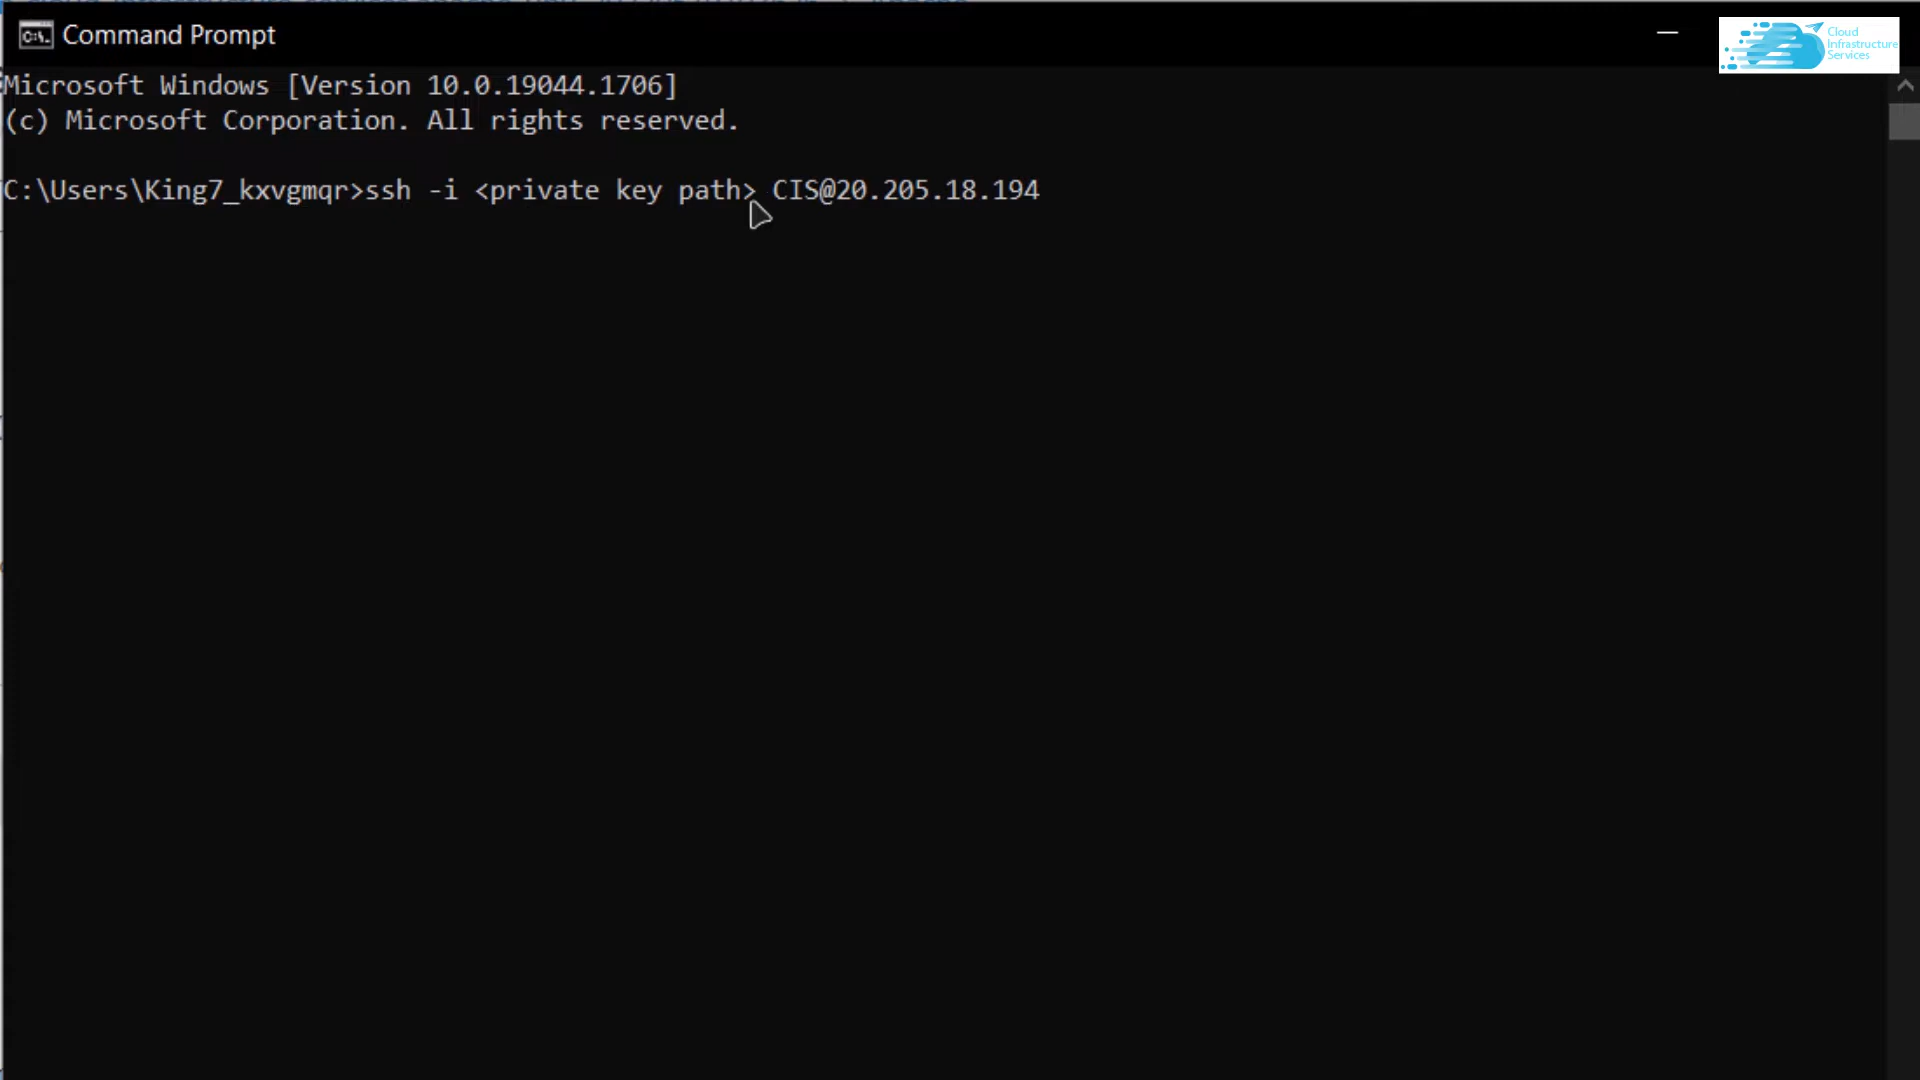 Command Prompt
Cloud
Infrastructure
Services
Microsoft Windows [Version 10.0.19044.1706]
(c) Microsoft Corporation. All rights reserved.
C:\Users\King7_kxvgmqr>ssh -i <private key path> CIS@20.205.18.194